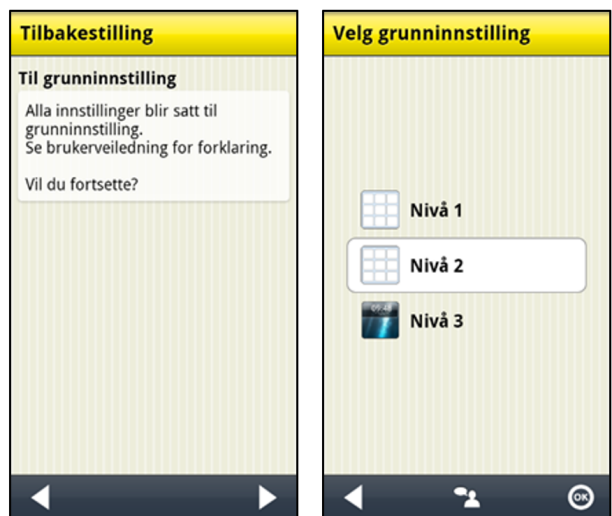 Tilbakestilling
Til grunninnstilling
Alla innstillinger blir satt til
grunninnstilling.
Se brukerveiledning for forklaring.
Vil du fortsette?
Velg grunninnstilling
Nivå 1
Nivå 2
Nivå 3
OK